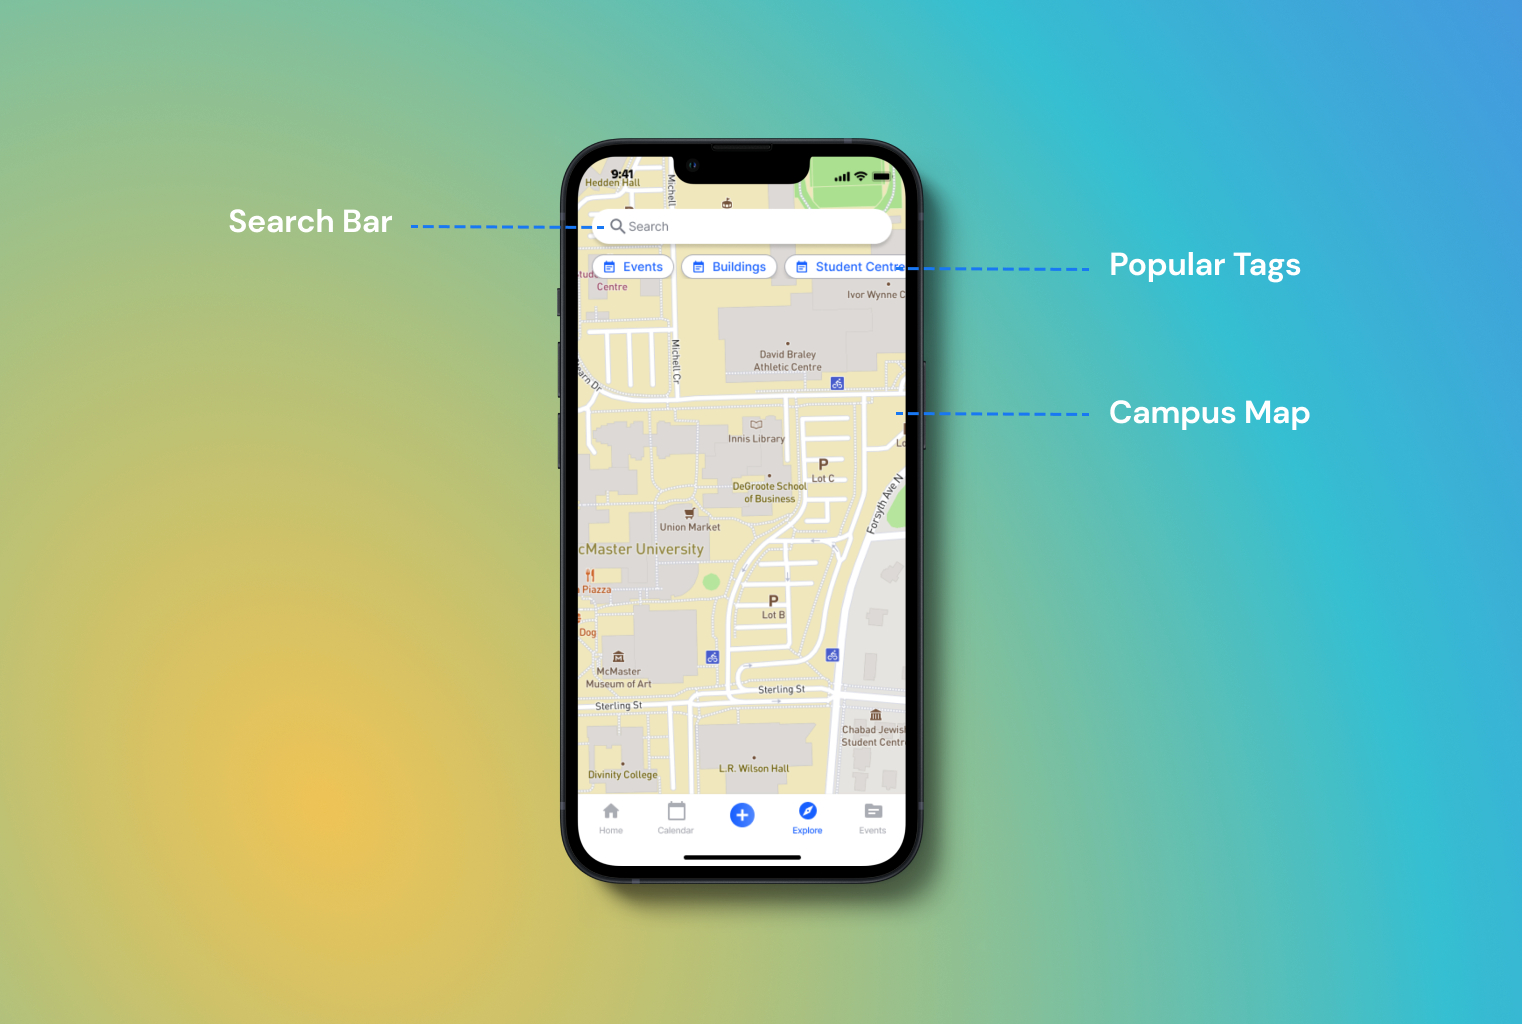 9:41
Hedden Hall
Michell
Search Bar
Search
Popular Tags
Events
Buildings
Student Centre
Centre
Ivor Wynne C
David Braley
Athletic Centre
Michell Cr
earn Dr
Campus Map
Innis Library
Lo
P
Lot C
DeGroote School
of Business
Forsyth Ave N
Union Market
cMaster University
Piazza
P
Lot B
Dog
McMaster
Museum of Art
Sterling St
Sterling St
Chabad Jewis
Student Centr
L.R. Wilson Hall
Divinity College
Home
Calendar
Explore
Events